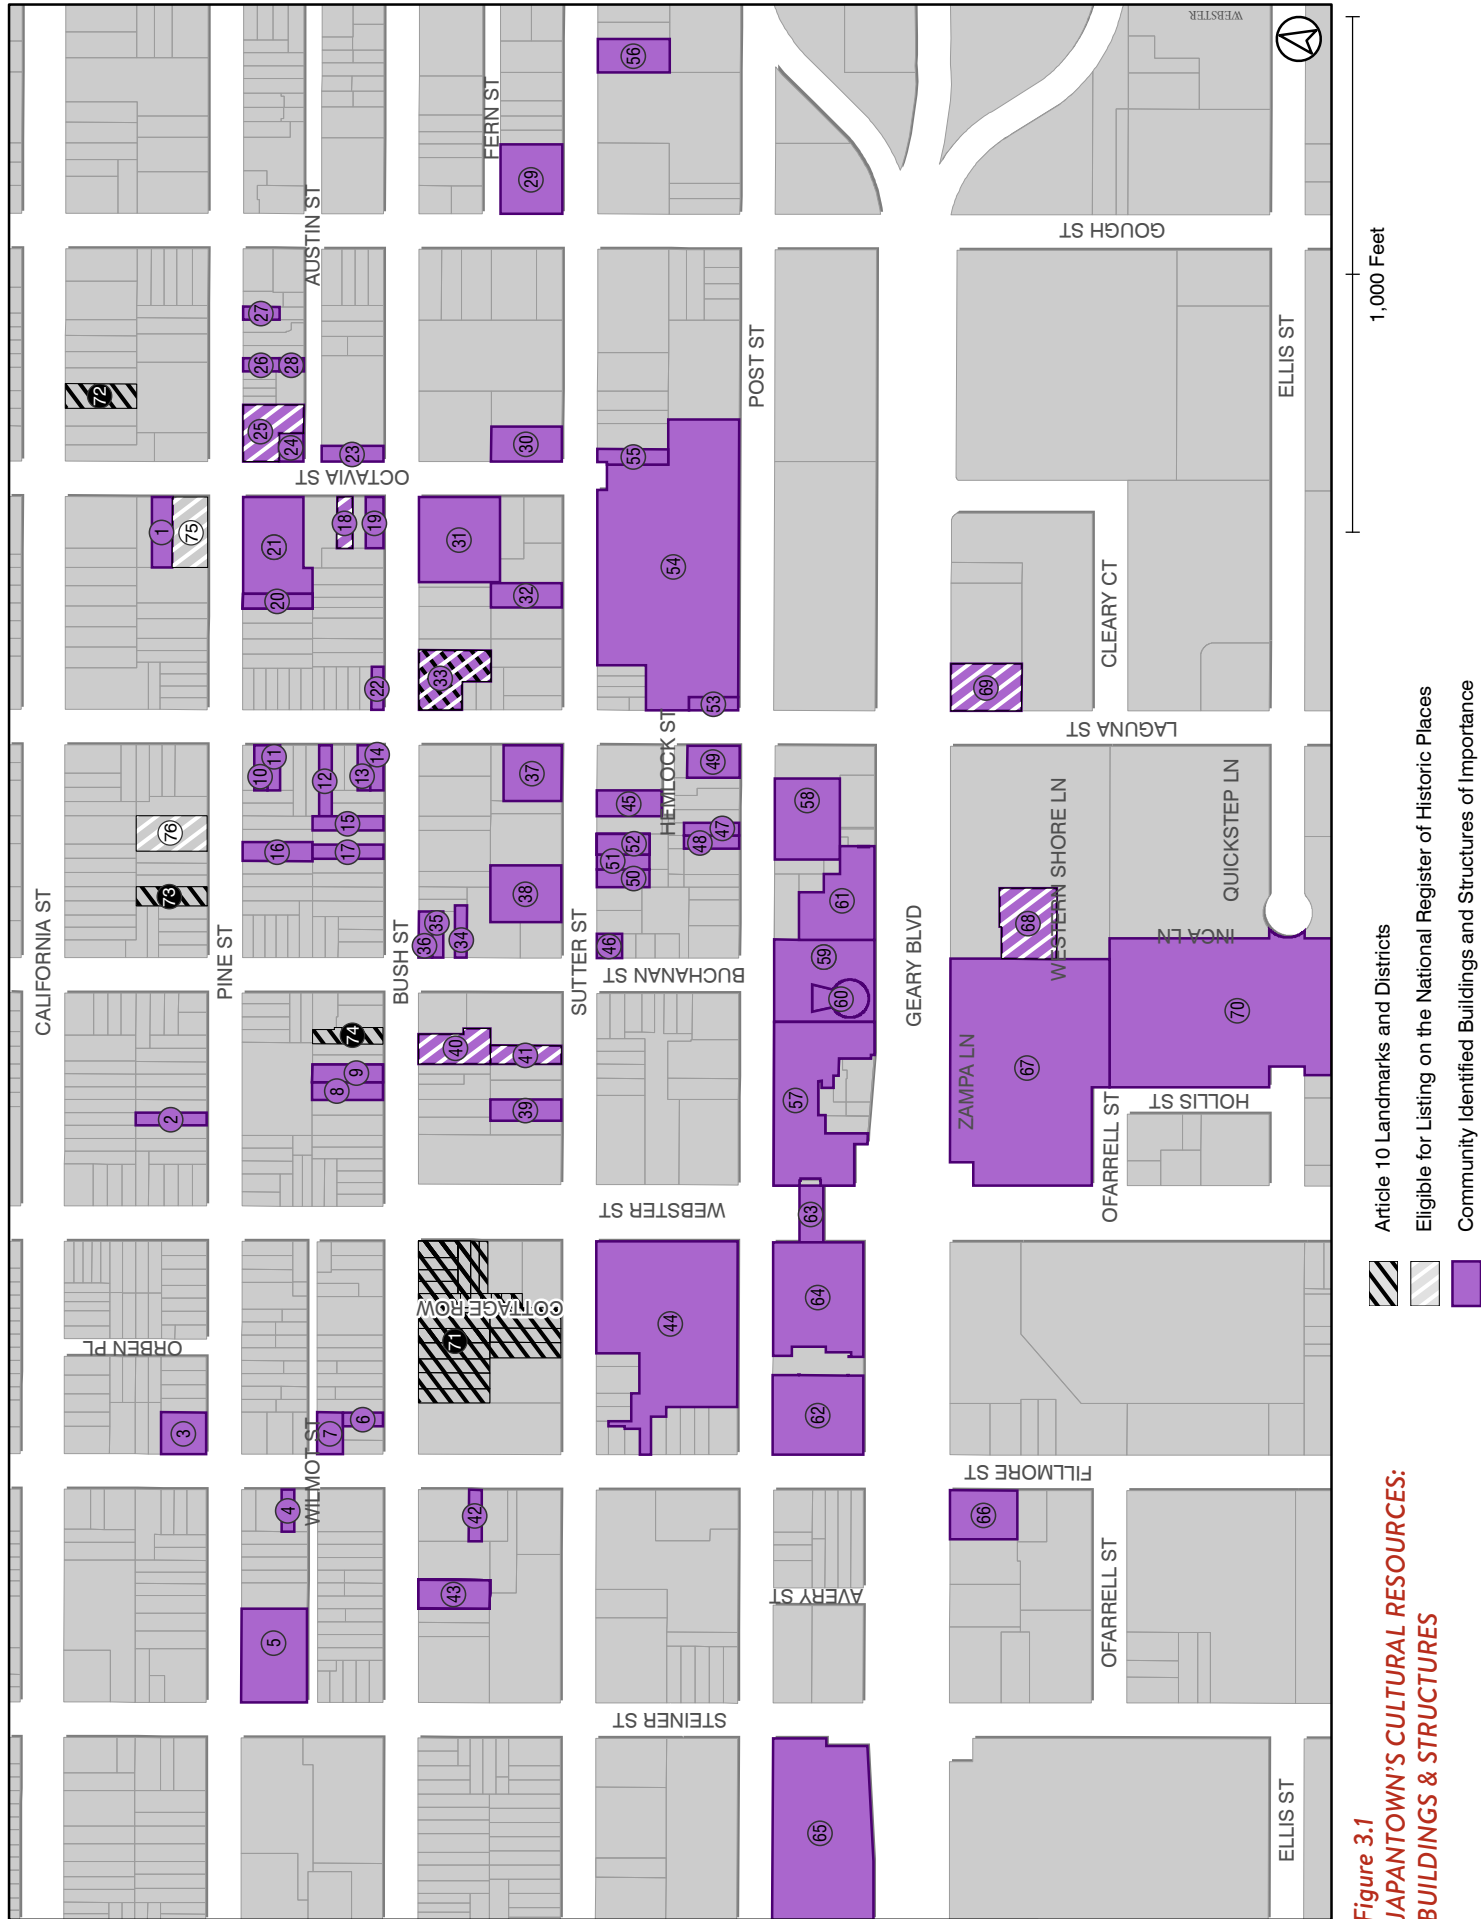 CALIFORNIA ST
PINE ST
BUSH ST
SUTTER ST
GEARY BLVD
POST ST
AUSTIN ST
FERN ST
HEMLOCK ST
WILMOT ST
ORBEN PL
COTTAGE ROW
OCTAVIA ST
GOUGH ST
LAGUNA ST
BUCHANAN ST
WEBSTER ST
FILLMORE ST
STEINER ST
AVERY ST
HOLLIS ST
INCA LN
ZAMPA LN
WESTERN SHORE LN
QUICKSTEP LN
CLEARY CT
OFARRELL ST
OFARRELL ST
ELLIS ST
ELLIS ST
WEBSTER
1
2
3
4
5
6
7
8
9
10
11
12
13
14
15
16
17
18
19
20
21
22
23
24
25
26
27
28
29
30
31
32
33
34
35
36
37
38
39
40
41
42
43
44
45
46
47
48
49
50
51
52
53
54
55
56
57
58
59
60
61
62
63
64
65
66
67
68
69
70
71
72
73
74
75
76
1,000 Feet
Figure 3.1
JAPANTOWN'S CULTURAL RESOURCES:
BUILDINGS & STRUCTURES
Article 10 Landmarks and Districts
Eligible for Listing on the National Register of Historic Places
Community Identified Buildings and Structures of Importance